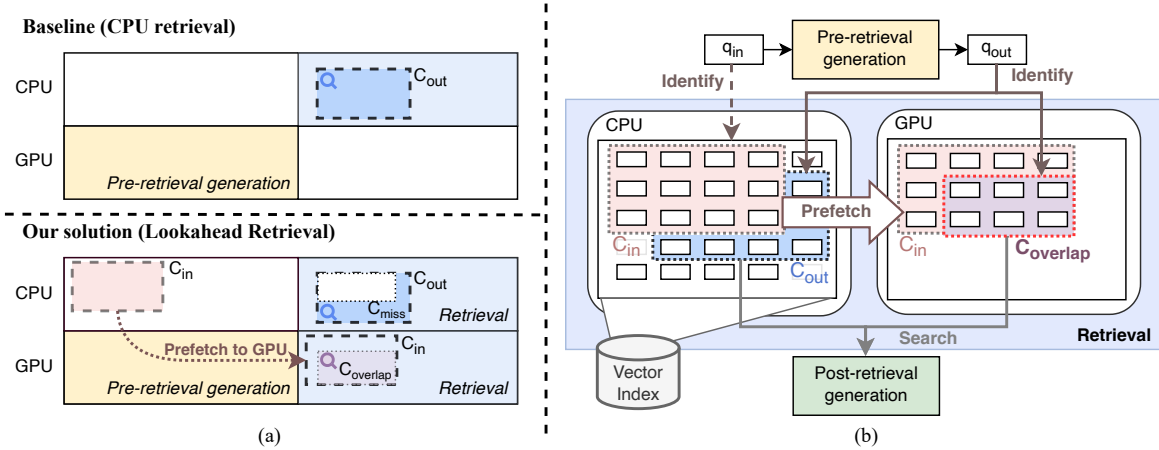 Baseline (CPU retrieval)
CPU
C_out
GPU
Pre-retrieval generation
Our solution (Lookahead Retrieval)
CPU
C_in
C_out
C_miss
Retrieval
Prefetch to GPU
C_in
GPU
C_overlap
Pre-retrieval generation
Retrieval
(a)
q_in
Pre-retrieval
generation
q_out
Identify
Identify
CPU
GPU
Prefetch
C_in
C_out
C_in
C_overlap
Search
Retrieval
Vector
Index
Post-retrieval
generation
(b)